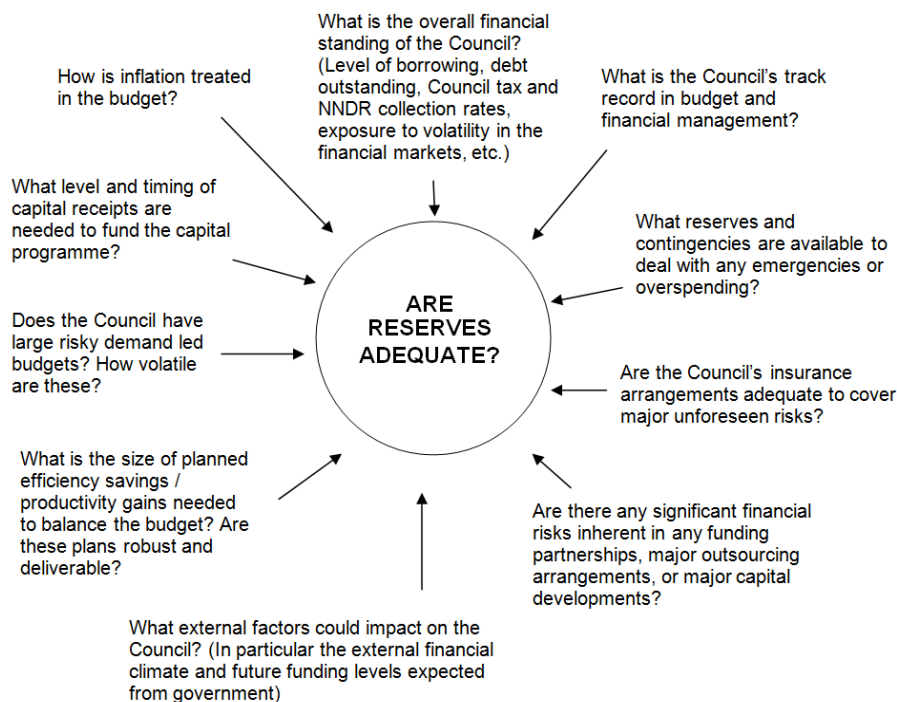 What is the overall financial
standing of the Council?
(Level of borrowing, debt
outstanding, Council tax and
NNDR collection rates,
exposure to volatility in the
financial markets, etc.)
How is inflation treated
in the budget?
What is the Council's track
record in budget and
financial management?
What level and timing of
capital receipts are
needed to fund the capital
programme?
What reserves and
contingencies are available to
deal with any emergencies or
overspending?
ARE
RESERVES
ADEQUATE?
Does the Council have
large risky demand led
budgets? How volatile
are these?
Are the Council's insurance
arrangements adequate to cover
major unforeseen risks?
What is the size of planned
efficiency savings /
productivity gains needed
to balance the budget? Are
these plans robust and
deliverable?
Are there any significant financial
risks inherent in any funding
partnerships, major outsourcing
arrangements, or major capital
developments?
What external factors could impact on the
Council? (In particular the external financial
climate and future funding levels expected
from government)